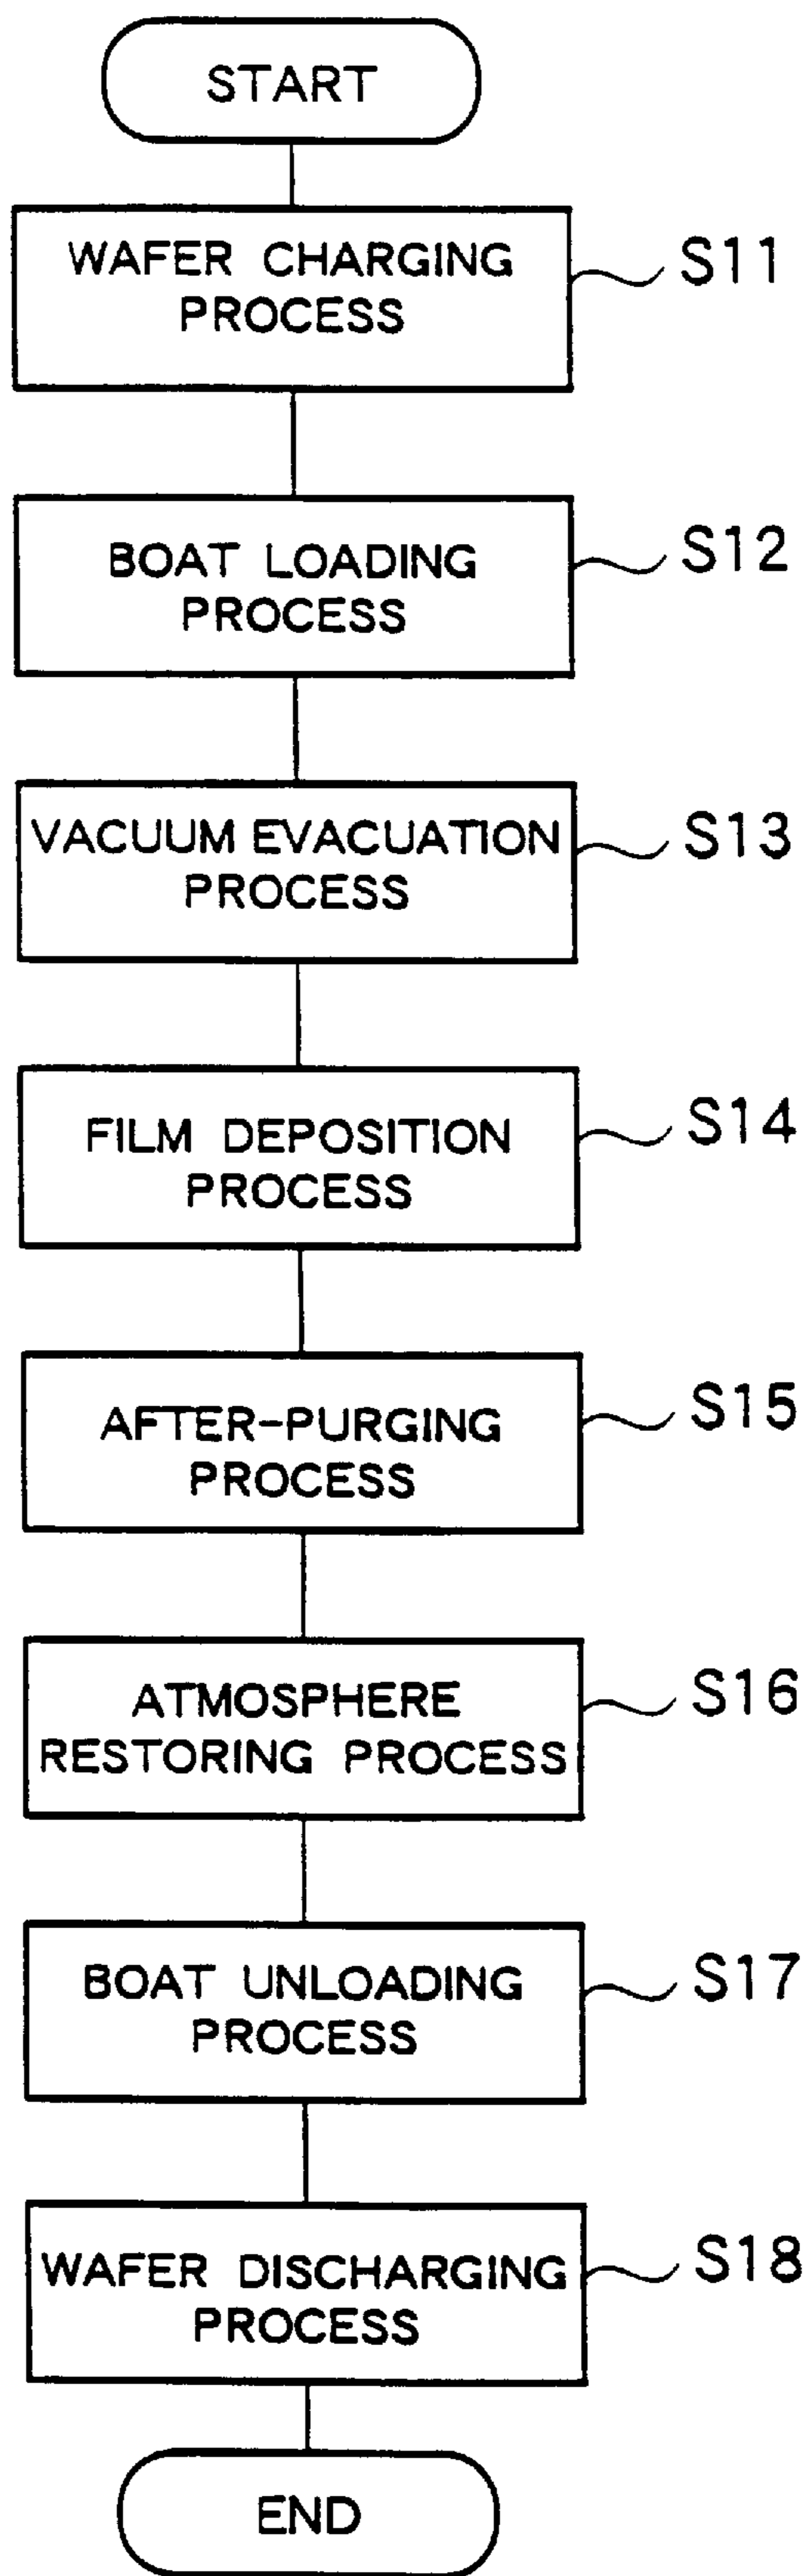 START
WAFER CHARGING
PROCESS
S11
BOAT LOADING
PROCESS
S12
VACUUM EVACUATION
PROCESS
S13
FILM DEPOSITION
PROCESS
S14
AFTER-PURGING
PROCESS
S15
ATMOSPHERE
RESTORING PROCESS
S16
BOAT UNLOADING
PROCESS
S17
WAFER DISCHARGING
PROCESS
S18
END